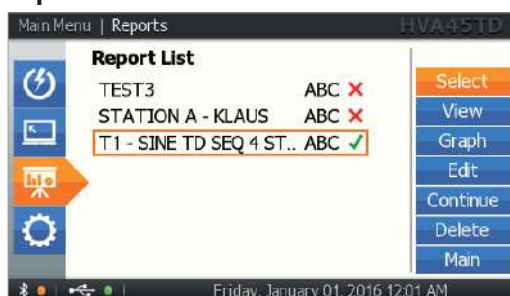 Main Menu | Reports HVA45TD
Report List
TEST3 ABC ✗
STATION A - KLAUS ABC ✗
T1 - SINE TD SEQ 4 ST.. ABC ✓
Select
View
Graph
Edit
Continue
Delete
Main
Friday, January 01, 2016 12:01 AM